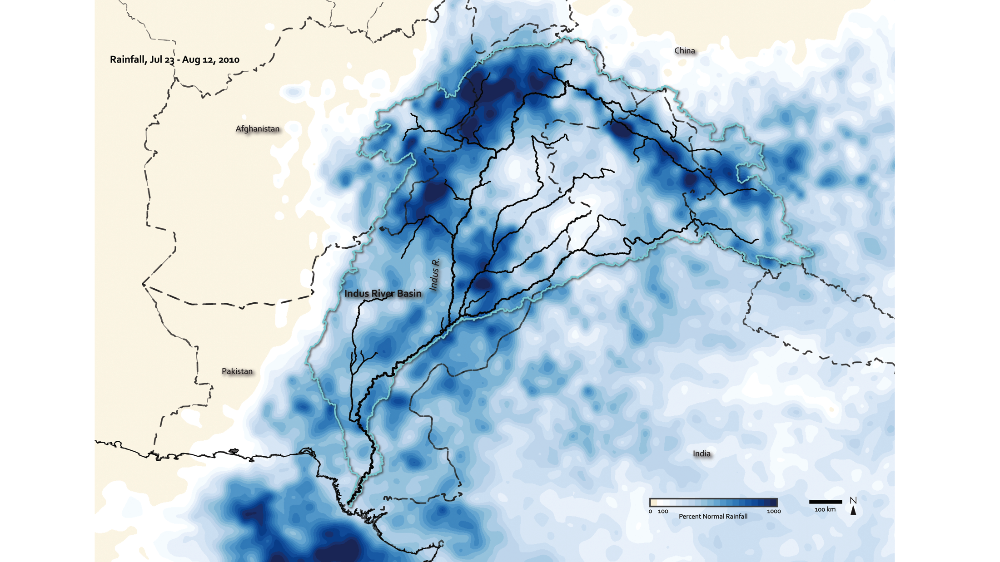 Rainfall, Jul 23 - Aug 12, 2010
China
Afghanistan
Indus R.
Indus River Basin
Pakistan
India
0 100 1000
Percent Normal Rainfall
100 km
N